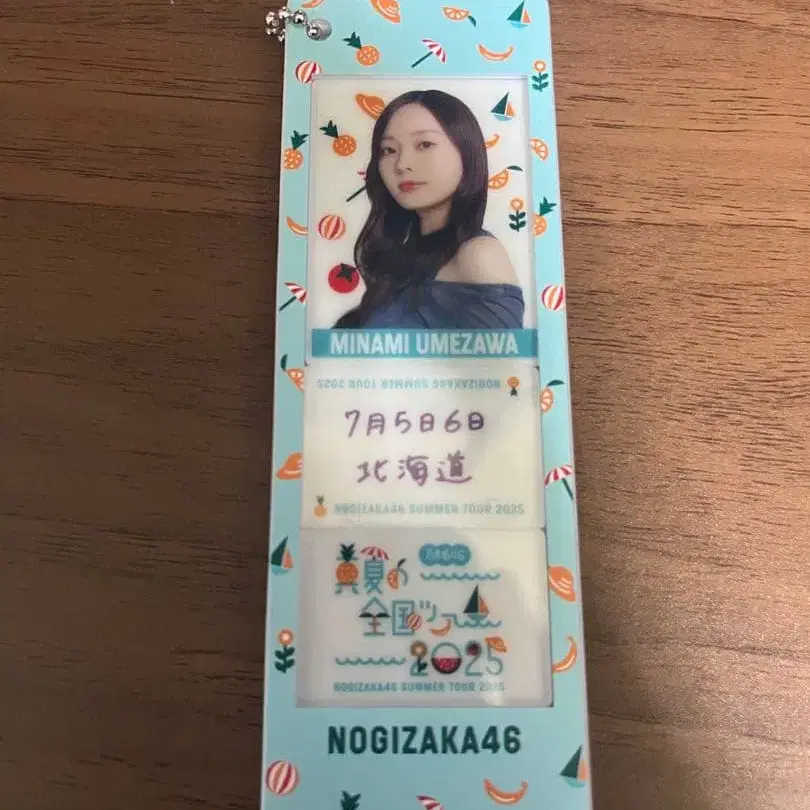 MINAMI UMEZAWA
NOGIZAKA46 SUMMER TOUR 2025
7月5日6日
北海道
NOGIZAKA46 SUMMER TOUR 2025
乃木坂46
真夏の
全国ツアー
2025
NOGIZAKA46 SUMMER TOUR 2025
NOGIZAKA46